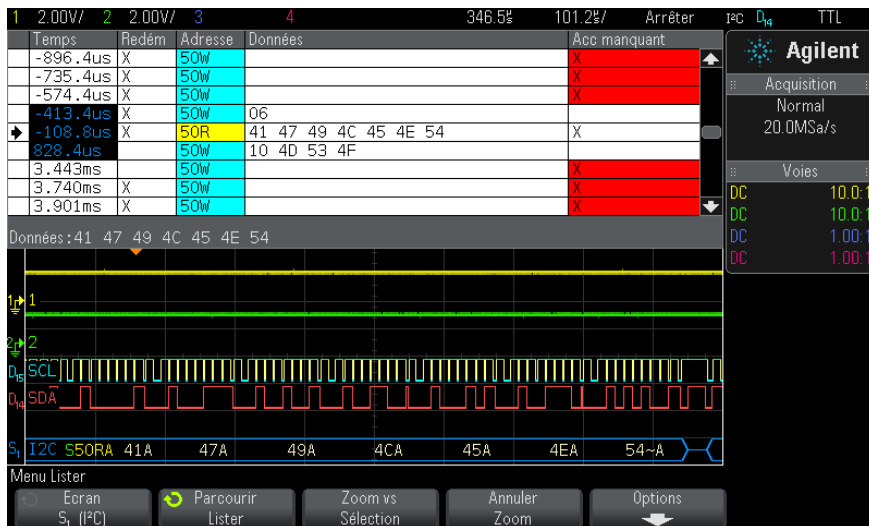 1 2.00V/ 2 2.00V/ 3 4 346.5㎲ 101.2㎲/ Arrêter I²C D14 TTL
Temps Redém Adresse Données Acc manquant
-896.4us X 50W X
-735.4us X 50W X
-574.4us X 50W X
-413.4us X 50W 06
-108.8us X 50R 41 47 49 4C 45 4E 54 X
828.4us 50W 10 4D 53 4F
3.443ms 50W X
3.740ms X 50W X
3.901ms X 50W X
Données:41 47 49 4C 45 4E 54
Agilent
Acquisition
Normal
20.0MSa/s
Voies
DC 10.0:1
DC 10.0:1
DC 1.00:1
DC 1.00:1
1 1
2 2
D15 SCL
D14 SDA
S1 I2C S50RA 41A 47A 49A 4CA 45A 4EA 54~A
Menu Lister
Ecran
S1 (I²C)
Parcourir
Lister
Zoom vs
Sélection
Annuler
Zoom
Options